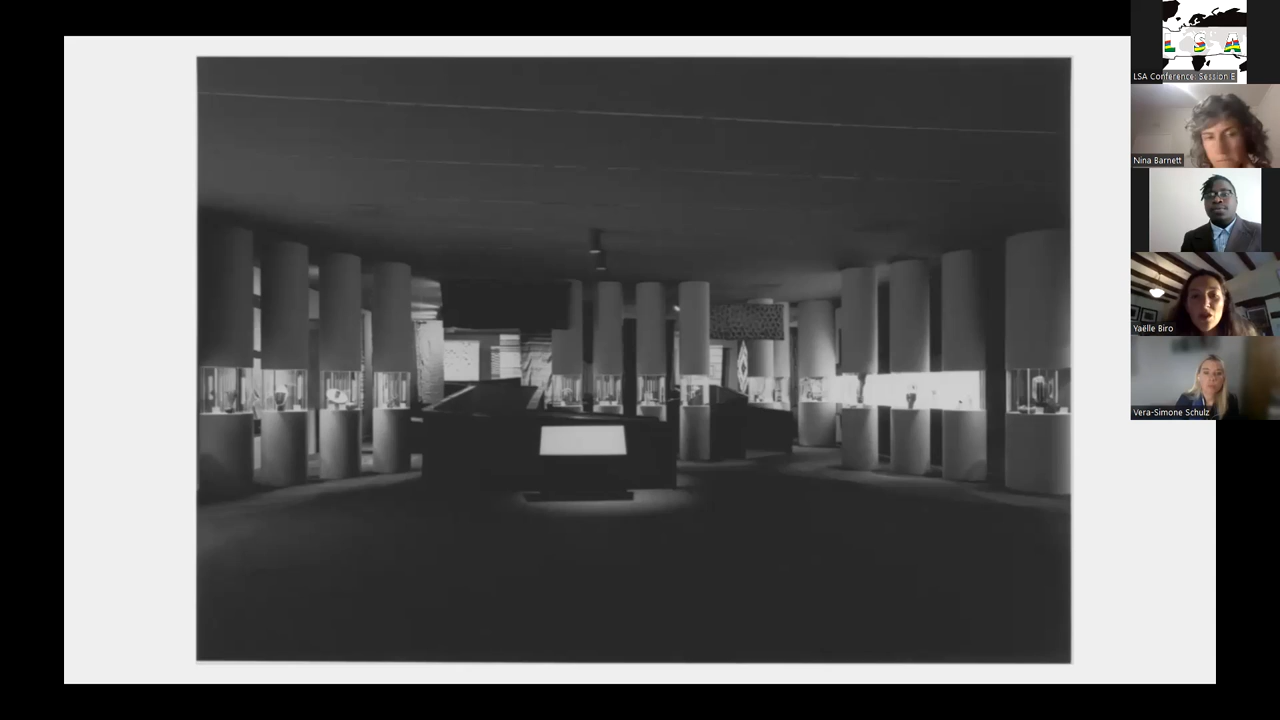 L S A
LSA Conference: Session E
Nina Barnett
Yaëlle Biro
Vera-Simone Schulz